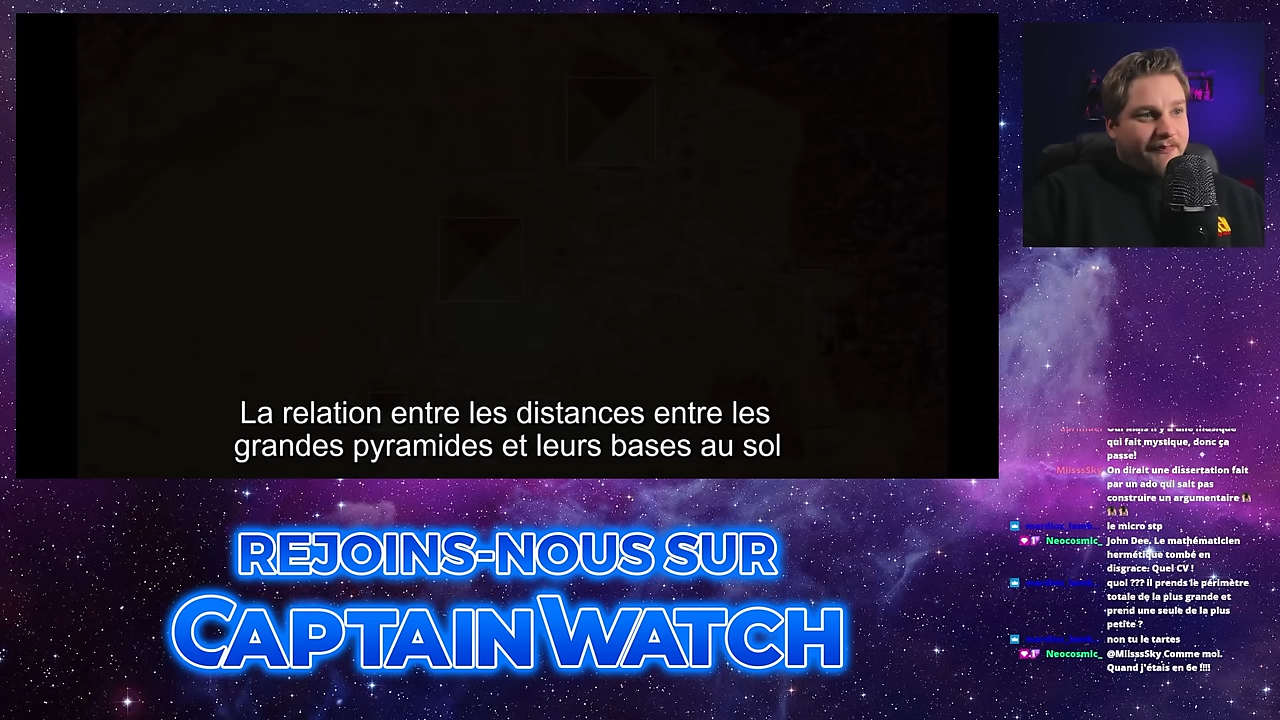 La relation entre les distances entre les
grandes pyramides et leurs bases au sol
REJOINS-NOUS SUR
CAPTAINWATCH
qui fait mystique, donc ça
passe!
MiisssSky On dirait une dissertation fait
par un ado qui sait pas
construire un argumentaire
le micro stp
Neocosmic_ John Dee. Le mathématicien
hermétique tombé en
disgrace: Quel CV !
quoi ??? il prends le périmètre
totale de la plus grande et
prend une seule de la plus
petite ?
non tu le tartes
Neocosmic_ @MiisssSky Comme moi.
Quand j'étais en 6e !!!!